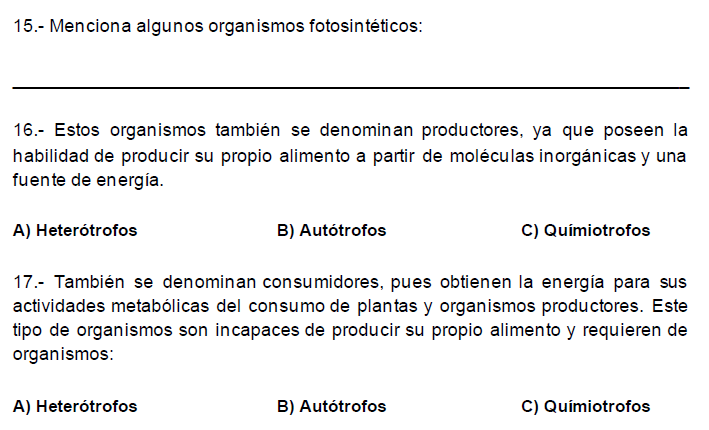 15.- Menciona algunos organismos fotosintéticos:
16.- Estos organismos también se denominan productores, ya que poseen la
habilidad de producir su propio alimento a partir de moléculas inorgánicas y una
fuente de energía.
A) Heterótrofos B) Autótrofos C) Químiotrofos
17.- También se denominan consumidores, pues obtienen la energía para sus
actividades metabólicas del consumo de plantas y organismos productores. Este
tipo de organismos son incapaces de producir su propio alimento y requieren de
organismos:
A) Heterótrofos B) Autótrofos C) Químiotrofos